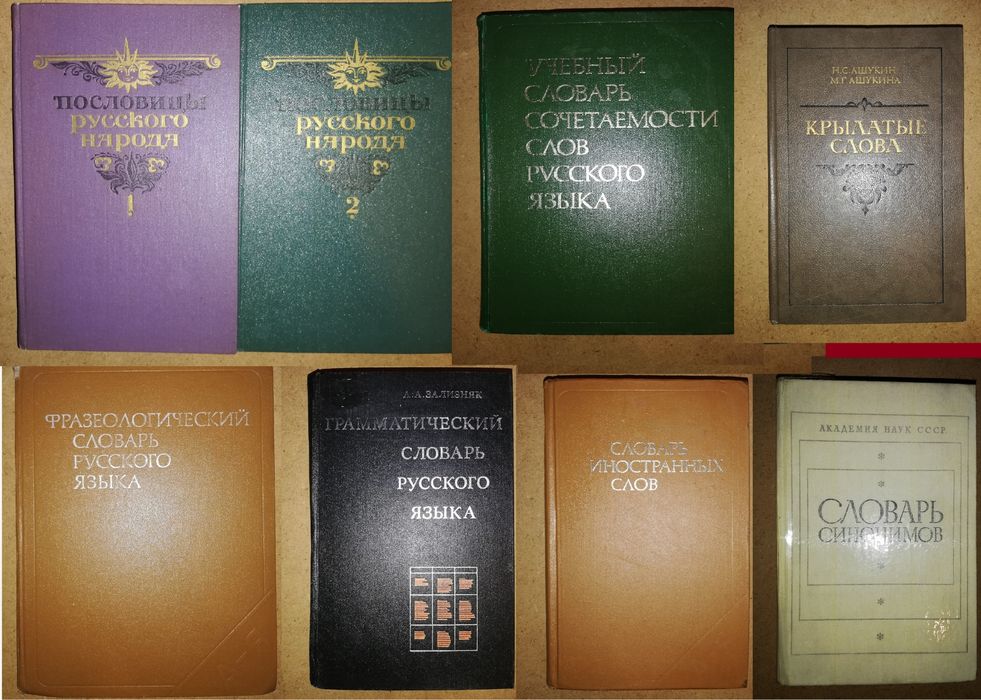 ПОСЛОВИЦЫ
РУССКОГО
НАРОДА
1
ПОСЛОВИЦЫ
РУССКОГО
НАРОДА
2
УЧЕБНЫЙ
СЛОВАРЬ
СОЧЕТАЕМОСТИ
СЛОВ
РУССКОГО
ЯЗЫКА
Н.С.АШУКИН
М.Г.АШУКИНА
КРЫЛАТЫЕ
СЛОВА
ФРАЗЕОЛОГИЧЕСКИЙ
СЛОВАРЬ
РУССКОГО
ЯЗЫКА
А.А.ЗАЛИЗНЯК
ГРАММАТИЧЕСКИЙ
СЛОВАРЬ
РУССКОГО
ЯЗЫКА
СЛОВАРЬ
ИНОСТРАННЫХ
СЛОВ
АКАДЕМИЯ НАУК СССР
СЛОВАРЬ
СИНОНИМОВ